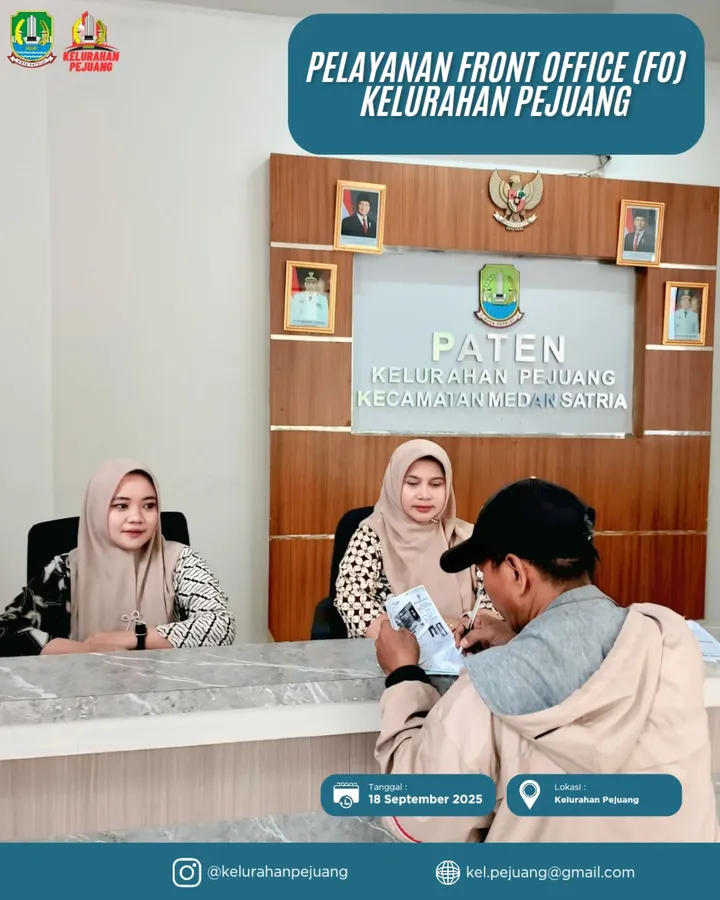 KELURAHAN
PEJUANG
PELAYANAN FRONT OFFICE (FO)
KELURAHAN PEJUANG
PATEN
KELURAHAN PEJUANG
KECAMATAN MEDAN SATRIA
Tanggal :
18 September 2025
Lokasi :
Kelurahan Pejuang
@kelurahanpejuang
kel.pejuang@gmail.com